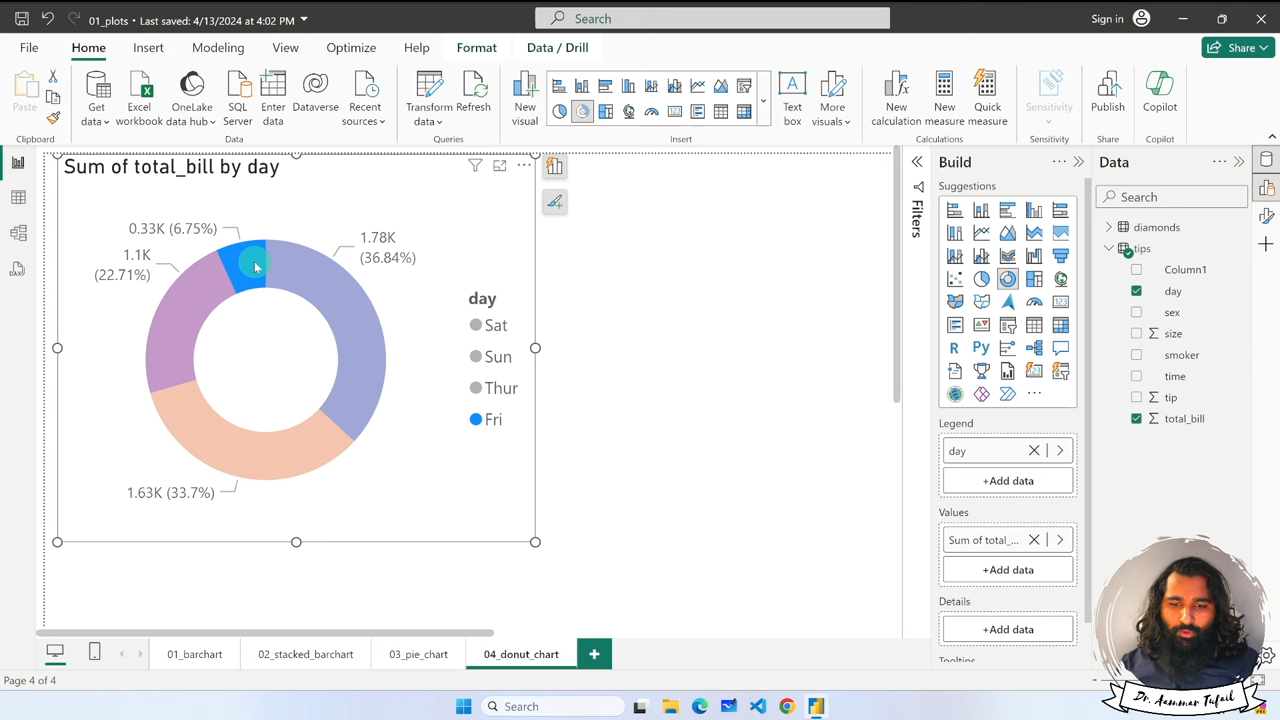 01_plots • Last saved: 4/13/2024 at 4:02 PM
Search
Sign in
File
Home
Insert
Modeling
View
Optimize
Help
Format
Data / Drill
Share
Paste
Get data
Excel workbook
OneLake data hub
SQL Server
Enter data
Dataverse
Recent sources
Transform data
Refresh
New visual
Text box
More visuals
New calculation
New measure
Quick measure
Sensitivity
Publish
Copilot
Clipboard
Data
Queries
Insert
Calculations
Sensitivity
Share
Copilot
Sum of total_bill by day
0.33K (6.75%)
1.1K
(22.71%)
1.78K
(36.84%)
1.63K (33.7%)
day
Sat
Sun
Thur
Fri
Filters
Build
Suggestions
Legend
day
+Add data
Values
Sum of total_...
+Add data
Details
+Add data
Tooltips
Data
Search
diamonds
tips
Column1
day
sex
size
smoker
time
tip
total_bill
01_barchart
02_stacked_barchart
03_pie_chart
04_donut_chart
Page 4 of 4
Search
Dr. Aammar Tufail